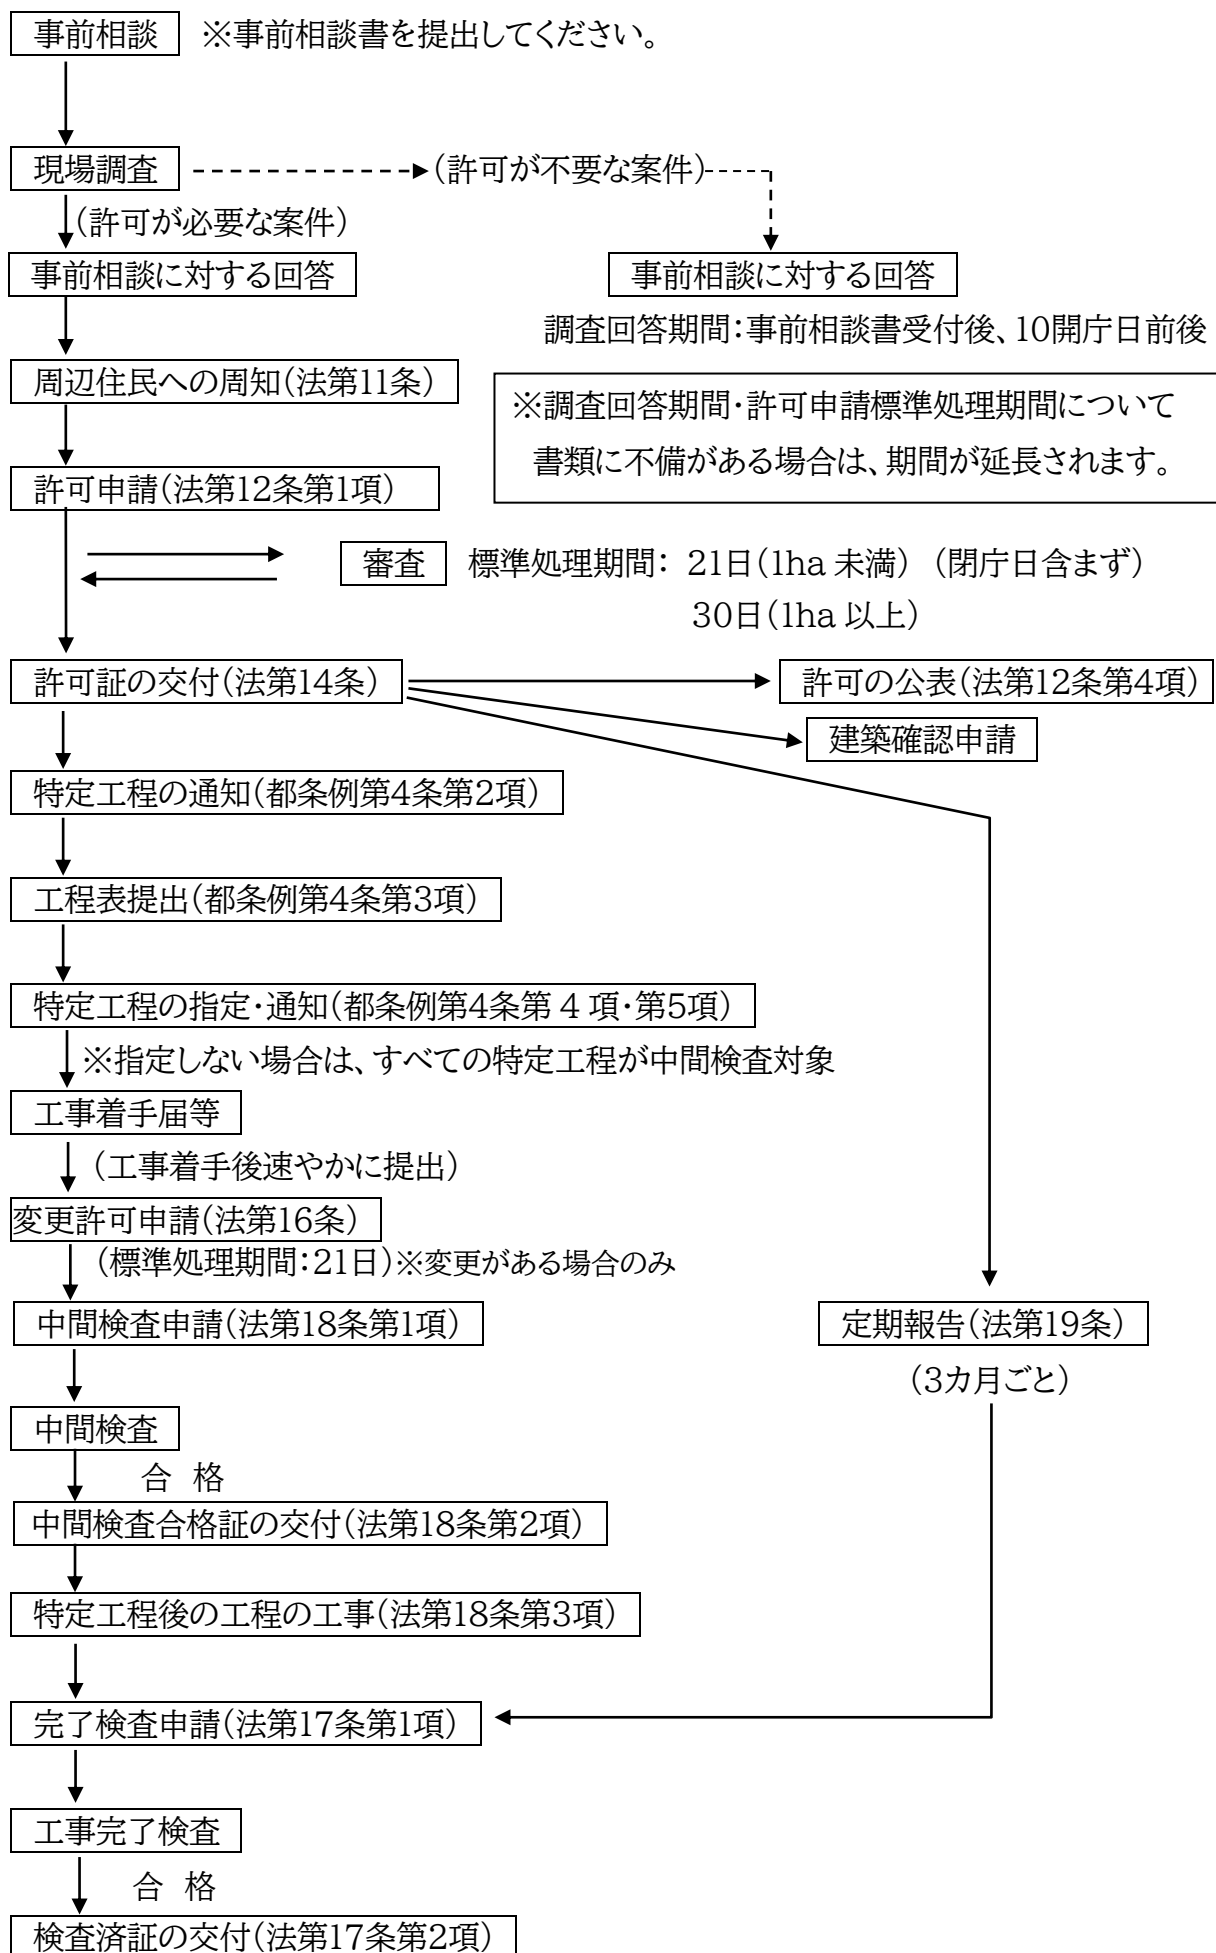 事前相談 ※事前相談書を提出してください。
現場調査 (許可が不要な案件)
(許可が必要な案件)
事前相談に対する回答 事前相談に対する回答
調査回答期間：事前相談書受付後、10開庁日前後
周辺住民への周知(法第11条)
※調査回答期間・許可申請標準処理期間について
書類に不備がある場合は、期間が延長されます。
許可申請(法第12条第1項)
審査 標準処理期間： 21日(1ha 未満) (閉庁日含まず)
30日(1ha 以上)
許可証の交付(法第14条) 許可の公表(法第12条第4項)
建築確認申請
特定工程の通知(都条例第4条第2項)
工程表提出(都条例第4条第3項)
特定工程の指定・通知(都条例第4条第 4 項・第5項)
※指定しない場合は、すべての特定工程が中間検査対象
工事着手届等
(工事着手後速やかに提出)
変更許可申請(法第16条)
(標準処理期間：21日)※変更がある場合のみ
中間検査申請(法第18条第1項) 定期報告(法第19条)
(3カ月ごと)
中間検査
合 格
中間検査合格証の交付(法第18条第2項)
特定工程後の工程の工事(法第18条第3項)
完了検査申請(法第17条第1項)
工事完了検査
合 格
検査済証の交付(法第17条第2項)